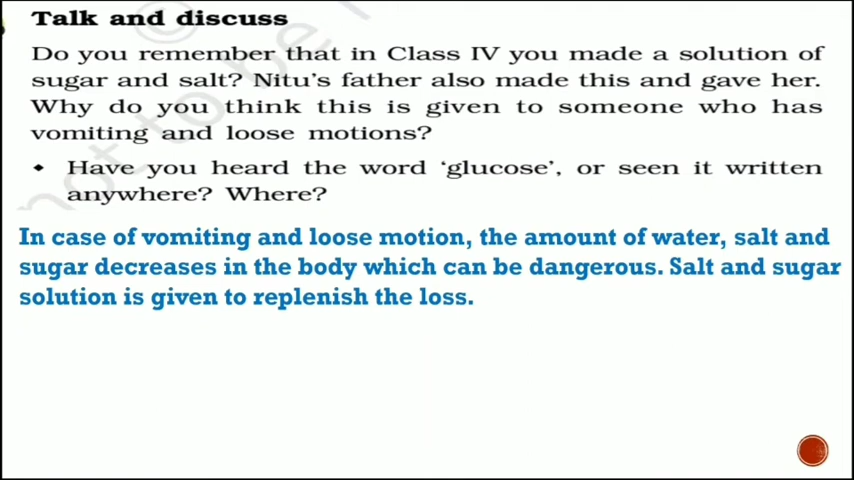 Talk and discuss
Do you remember that in Class IV you made a solution of
sugar and salt? Nitu's father also made this and gave her.
Why do you think this is given to someone who has
vomiting and loose motions?
• Have you heard the word 'glucose', or seen it written
anywhere? Where?
In case of vomiting and loose motion, the amount of water, salt and
sugar decreases in the body which can be dangerous. Salt and sugar
solution is given to replenish the loss.